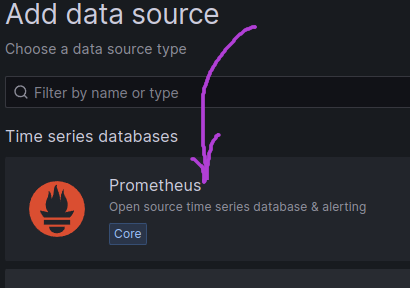 Add data source
Choose a data source type
Filter by name or type
Time series databases
Prometheus
Open source time series database & alerting
Core